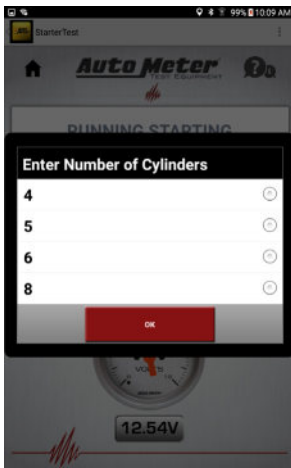 99% 10:09 AM
StarterTest
Auto Meter
TEST EQUIPMENT
RUNNING STARTING
Enter Number of Cylinders
4
5
6
8
OK
VOLTS
12.54V